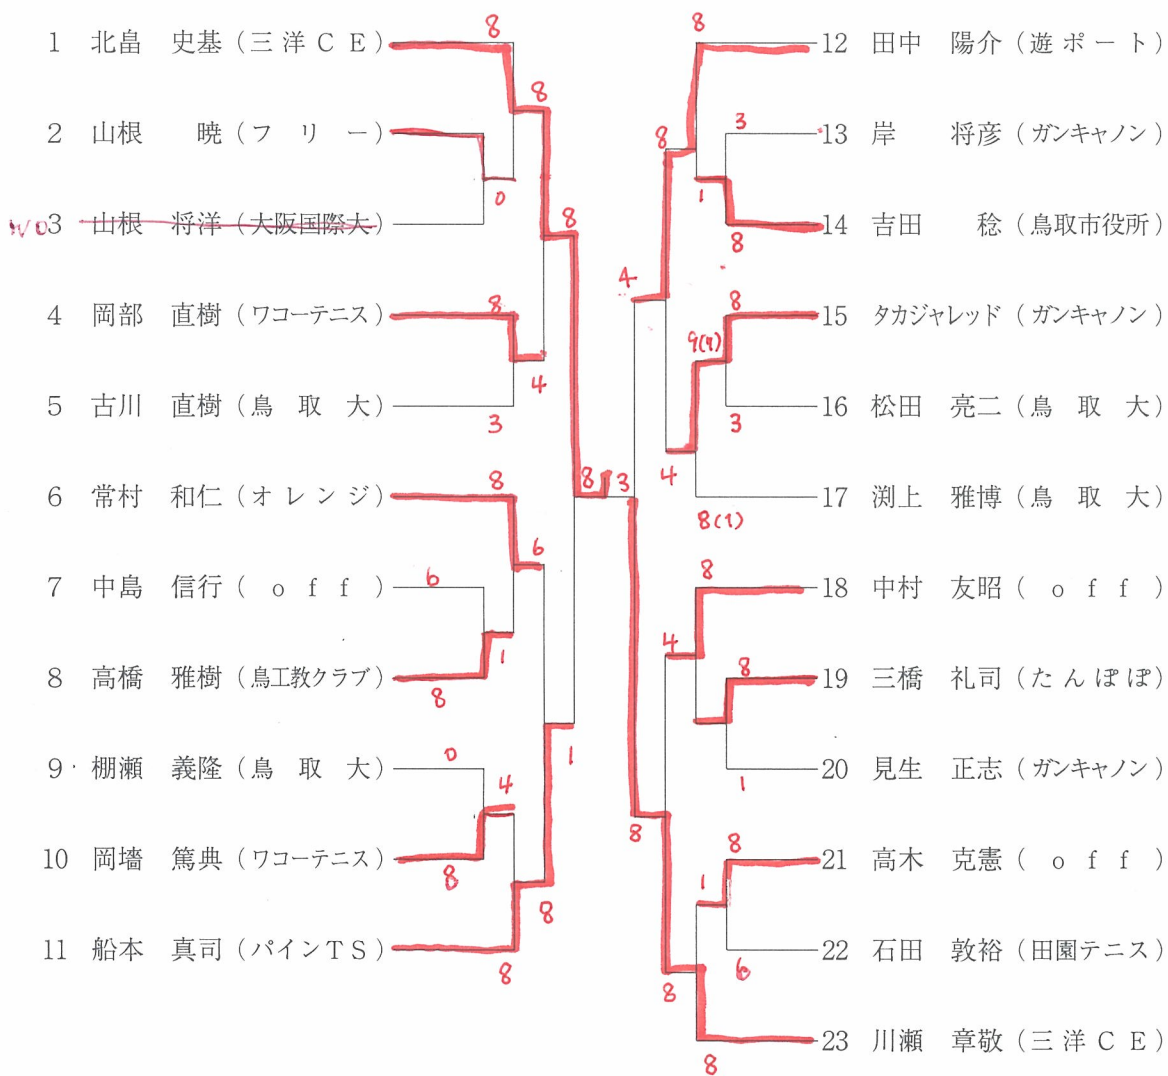 1 北畠 史基 (三洋CE) 8
8
2 山根 暁 (フリー)
0
W0 3 山根 将洋 (大阪国際大)
8
4 岡部 直樹 (ワコーテニス) 8
4
5 古川 直樹 (鳥取大) 3
6 常村 和仁 (オレンジ) 8
8 3
6
7 中島 信行 (off) 6
1
8 高橋 雅樹 (鳥工教クラブ) 8
9 棚瀬 義隆 (鳥取大) 0
4
1
10 岡墻 篤典 (ワコーテニス) 8
8
11 船本 真司 (パインTS) 8
8 12 田中 陽介 (遊ポート)
8
3 13 岸 将彦 (ガンキャノン)
1
8 14 吉田 稔 (鳥取市役所)
4
8 15 タカジャレッド (ガンキャノン)
9(9)
3 16 松田 亮二 (鳥取大)
4
8(7) 17 渕上 雅博 (鳥取大)
8 18 中村 友昭 (off)
4
8 19 三橋 礼司 (たんぽぽ)
1 20 見生 正志 (ガンキャノン)
8
8 21 高木 克憲 (off)
1
6 22 石田 敦裕 (田園テニス)
8
8 23 川瀬 章敬 (三洋CE)